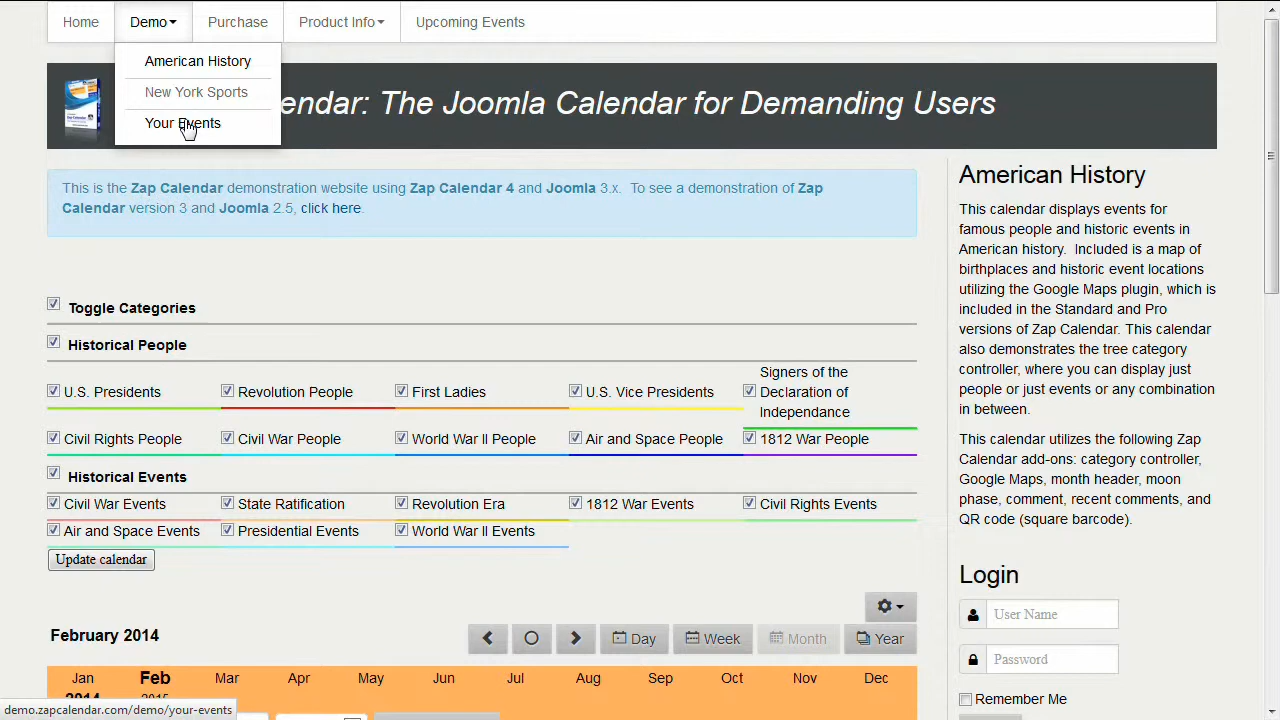 Home Demo Purchase Product Info Upcoming Events
American History
New York Sports
Your Events
endar: The Joomla Calendar for Demanding Users
This is the Zap Calendar demonstration website using Zap Calendar 4 and Joomla 3.x. To see a demonstration of Zap
Calendar version 3 and Joomla 2.5, click here.
Toggle Categories
Historical People
U.S. Presidents Revolution People First Ladies U.S. Vice Presidents Signers of the
Declaration of
Independence
Civil Rights People Civil War People World War II People Air and Space People 1812 War People
Historical Events
Civil War Events State Ratification Revolution Era 1812 War Events Civil Rights Events
Air and Space Events Presidential Events World War II Events
Update calendar
February 2014 Day Week Month Year
Jan Feb Mar Apr May Jun Jul Aug Sep Oct Nov Dec
2014 2015
demo.zapcalendar.com/demo/your-events
American History
This calendar displays events for
famous people and historic events in
American history. Included is a map of
birthplaces and historic event locations
utilizing the Google Maps plugin, which is
included in the Standard and Pro
versions of Zap Calendar. This calendar
also demonstrates the tree category
controller, where you can display just
people or just events or any combination
in between.
This calendar utilizes the following Zap
Calendar add-ons: category controller,
Google Maps, month header, moon
phase, comment, recent comments, and
QR code (square barcode).
Login
User Name
Password
Remember Me